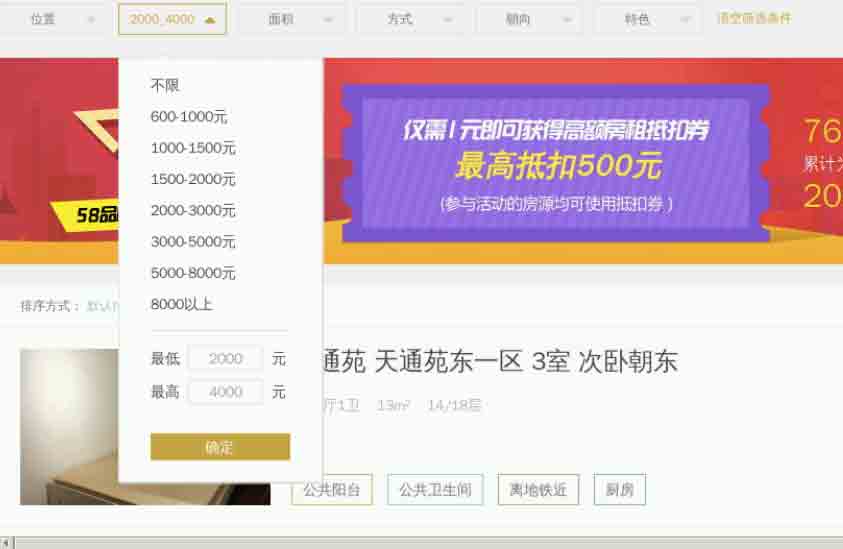 位置
2000_4000
面积
方式
朝向
特色
清空筛选条件
不限
600-1000元
1000-1500元
1500-2000元
2000-3000元
3000-5000元
5000-8000元
8000以上
最低 2000 元
最高 4000 元
确定
58品
仅需1元即可获得高额房租抵扣券
最高抵扣500元
(参与活动的房源均可使用抵扣券)
76
累计为
20
排序方式: 默认
通苑 天通苑东一区 3室 次卧朝东
厅1卫 13m² 14/18层
公共阳台
公共卫生间
离地铁近
厨房